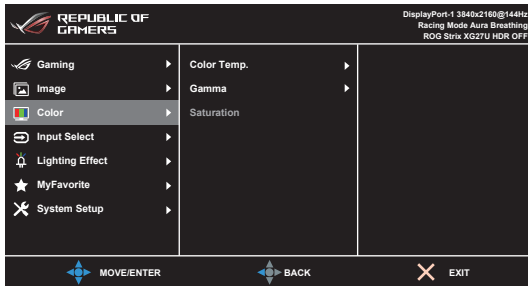 REPUBLIC OF
GAMERS
DisplayPort-1 3840x2160@144Hz
Racing Mode Aura Breathing
ROG Strix XG27U HDR OFF
Gaming
Image
Color
Input Select
Lighting Effect
MyFavorite
System Setup
Color Temp.
Gamma
Saturation
MOVE/ENTER
BACK
EXIT